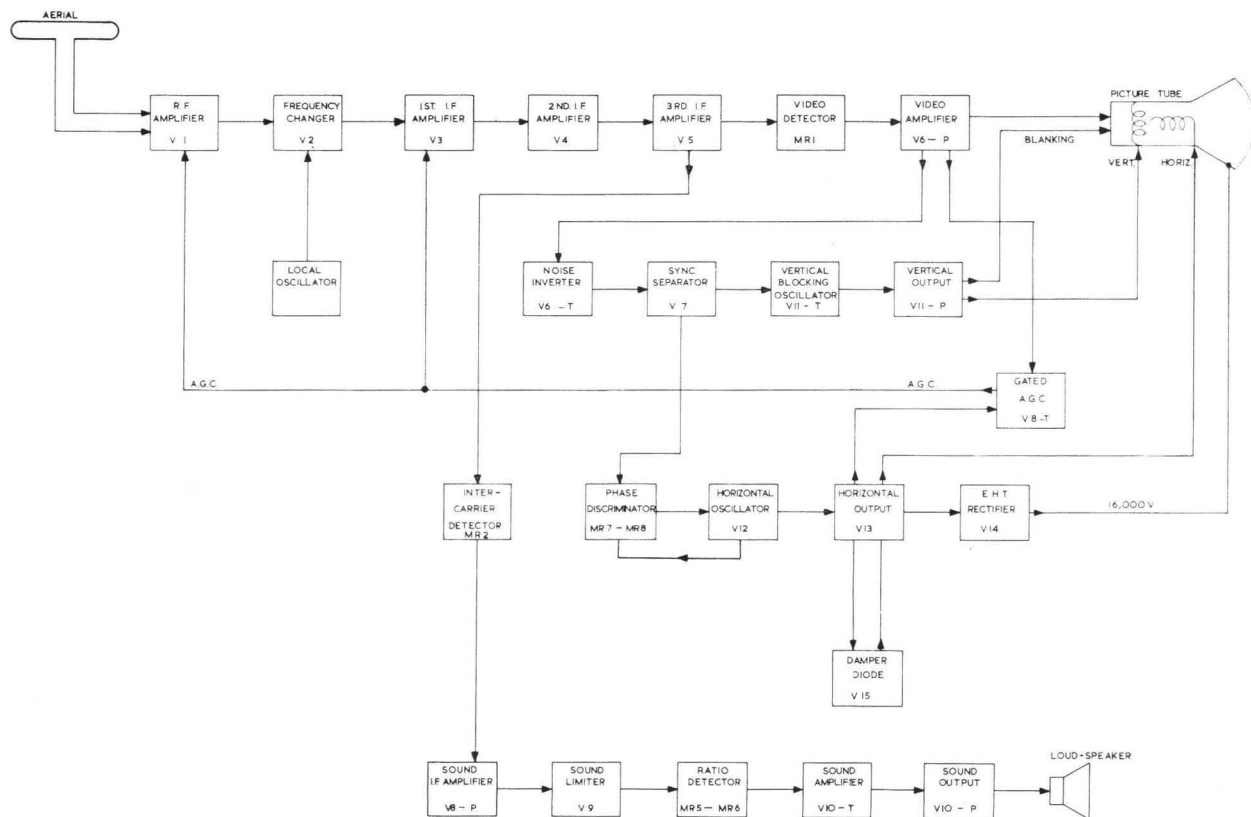 AERIAL
R.F
AMPLIFIER
V 1
FREQUENCY
CHANGER
V2
1ST. I.F
AMPLIFIER
V3
2ND. I.F
AMPLIFIER
V4
3RD. I.F
AMPLIFIER
V 5
VIDEO
DETECTOR
MR1
VIDEO
AMPLIFIER
V6 - P
PICTURE TUBE
BLANKING
VERT.
HORIZ.
LOCAL
OSCILLATOR
NOISE
INVERTER
V6 - T
SYNC
SEPARATOR
V 7
VERTICAL
BLOCKING
OSCILLATOR
V11 - T
VERTICAL
OUTPUT
V11 - P
A.G.C.
A.G.C.
GATED
A.G.C
V8 - T
INTER-
CARRIER
DETECTOR
MR2
PHASE
DISCRIMINATOR
MR7 - MR8
HORIZONTAL
OSCILLATOR
V12
HORIZONTAL
OUTPUT
V13
E.H.T
RECTIFIER
V14
16,000 V
DAMPER
DIODE
V15
SOUND
I.F AMPLIFIER
V8 - P
SOUND
LIMITER
V9
RATIO
DETECTOR
MR5 - MR6
SOUND
AMPLIFIER
V10 - T
SOUND
OUTPUT
V10 - P
LOUD-SPEAKER